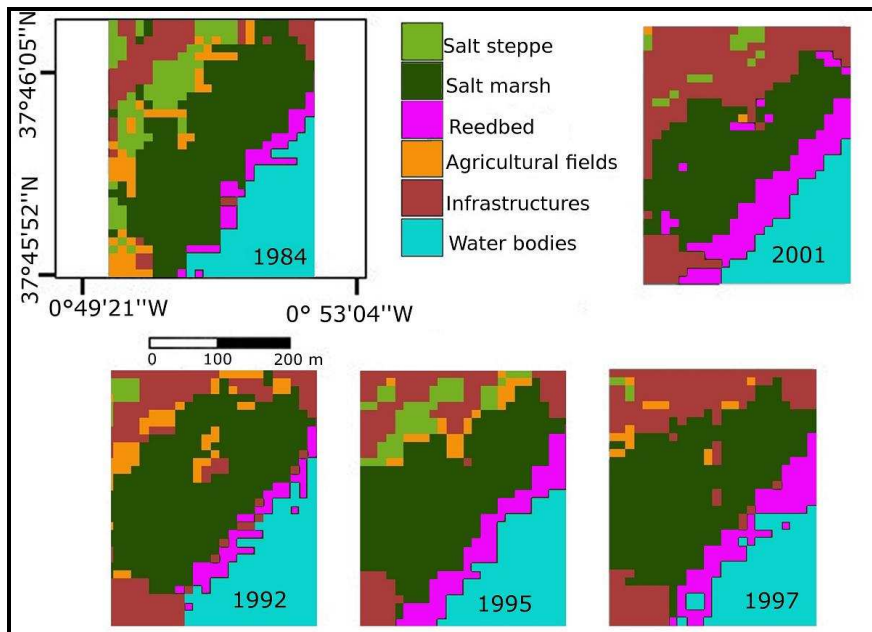 37°46'05''N
37°45'52''N
0°49'21''W
0° 53'04''W
1984
Salt steppe
Salt marsh
Reedbed
Agricultural fields
Infrastructures
Water bodies
2001
0 100 200 m
1992
1995
1997